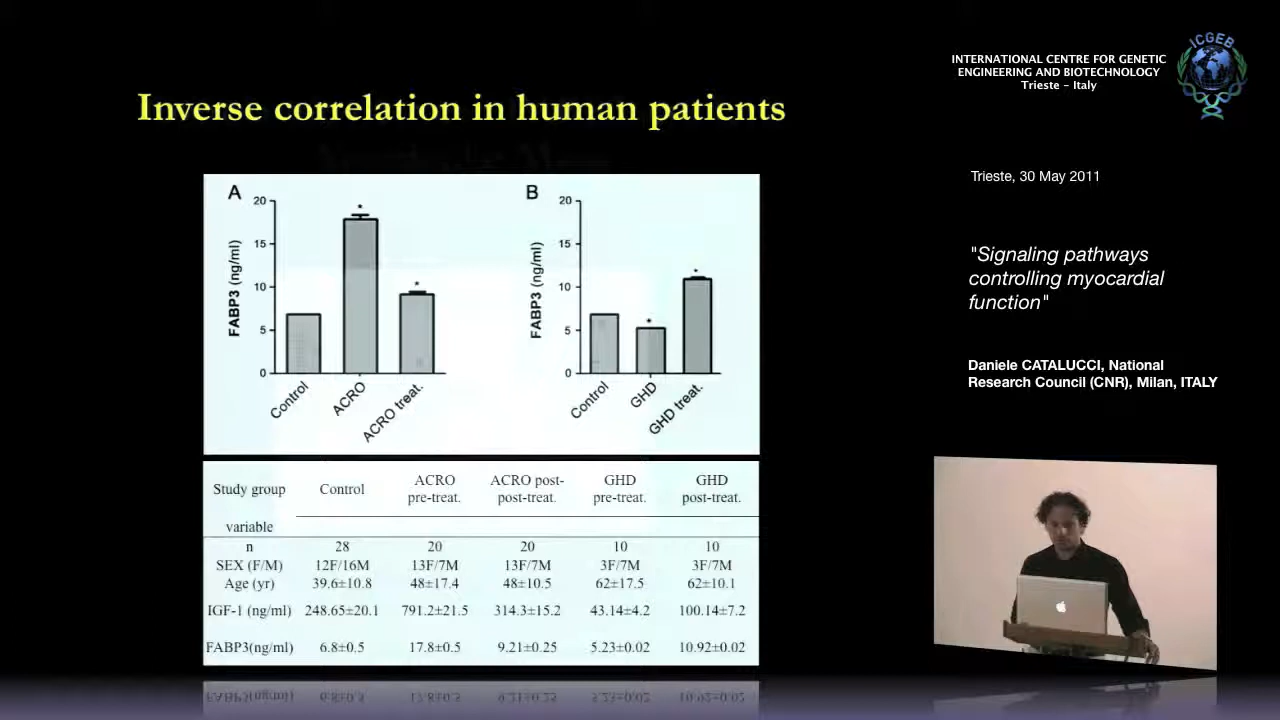 ICGEB
INTERNATIONAL CENTRE FOR GENETIC
ENGINEERING AND BIOTECHNOLOGY
Trieste – Italy
Inverse correlation in human patients
Trieste, 30 May 2011
"Signaling pathways
controlling myocardial
function"
Daniele CATALUCCI, National
Research Council (CNR), Milan, ITALY
A
FABP3 (ng/ml)
20
15
10
5
0
*
*
Control
ACRO
ACRO treat.
B
FABP3 (ng/ml)
20
15
10
5
0
*
*
Control
GHD
GHD treat.
Study group Control ACRO pre-treat. ACRO post-post-treat. GHD pre-treat. GHD post-treat.
variable
n 28 20 20 10 10
SEX (F/M) 12F/16M 13F/7M 13F/7M 3F/7M 3F/7M
Age (yr) 39.6±10.8 48±17.4 48±10.5 62±17.5 62±10.1
IGF-1 (ng/ml) 248.65±20.1 791.2±21.5 314.3±15.2 43.14±4.2 100.14±7.2
FABP3(ng/ml) 6.8±0.5 17.8±0.5 9.21±0.25 5.23±0.02 10.92±0.02